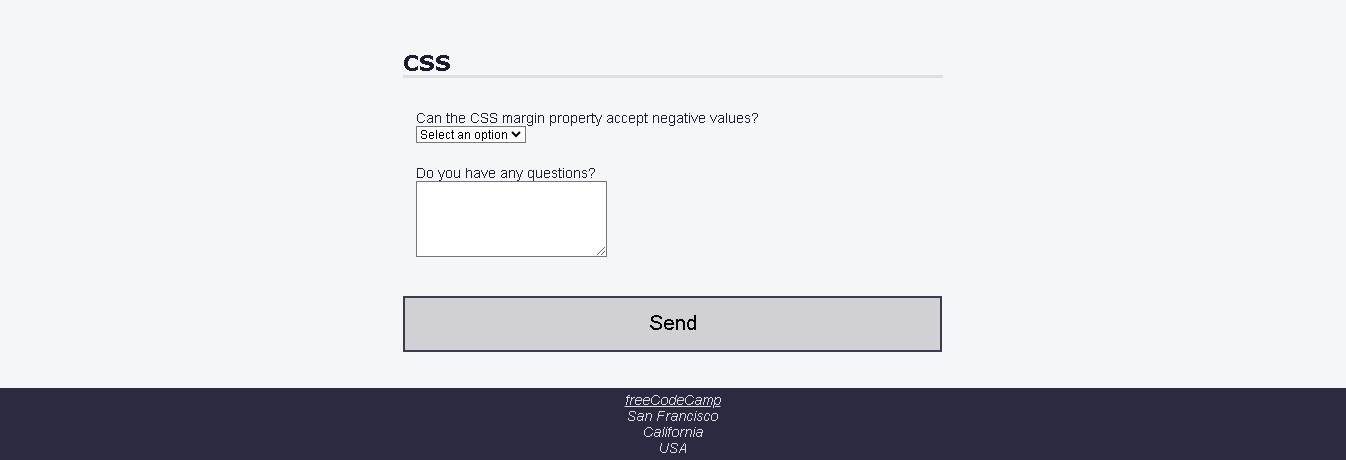 CSS
Can the CSS margin property accept negative values?
Select an option
Do you have any questions?
Send
freeCodeCamp
San Francisco
California
USA